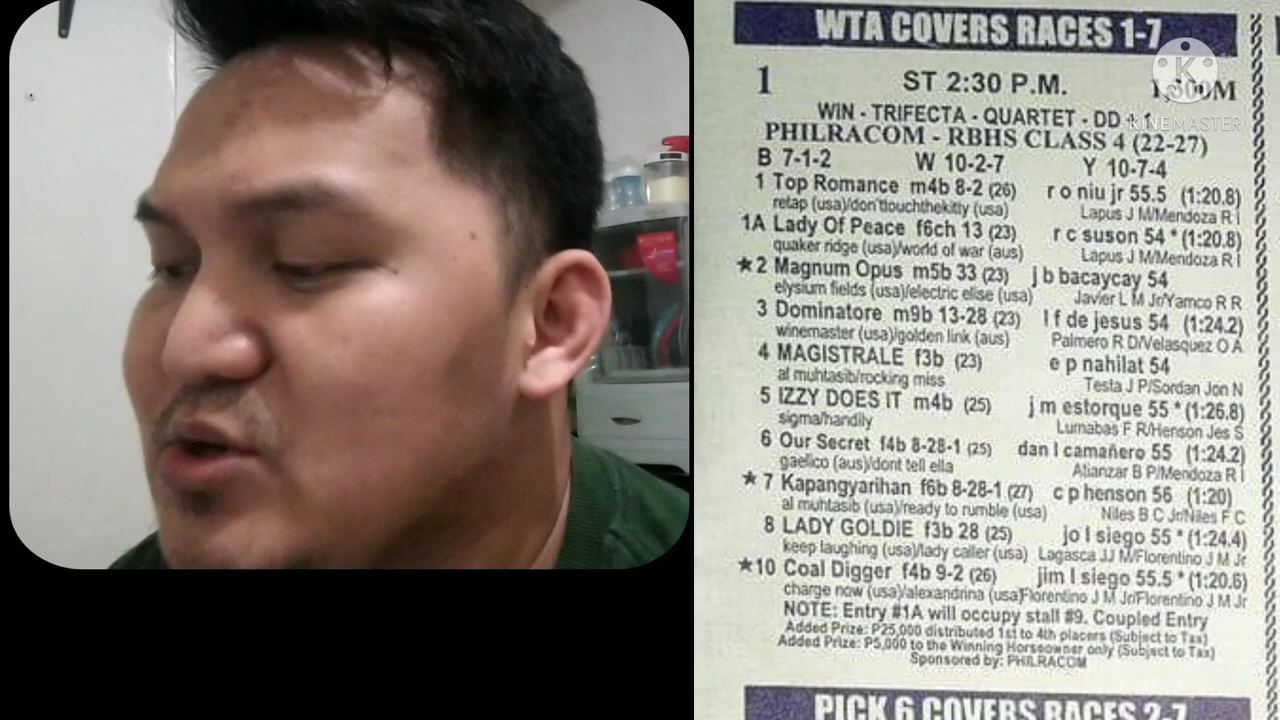 WTA COVERS RACES 1-7
1 ST 2:30 P.M. 1,300M
KINEMASTER
WIN - TRIFECTA - QUARTET - DD + 1
PHILRACOM - RBHS CLASS 4 (22-27)
B 7-1-2 W 10-2-7 Y 10-7-4
1 Top Romance m4b 8-2 (26) r o niu jr 55.5 (1:20.8)
retap (usa)/don'ttouchthekitty (usa) Lapus J M/Mendoza R I
1A Lady Of Peace f6ch 13 (23) r c suson 54 * (1:20.8)
quaker ridge (usa)/world of war (aus) Lapus J M/Mendoza R I
★2 Magnum Opus m5b 33 (23) j b bacaycay 54
elysium fields (usa)/electric elise (usa) Javier L M Jr/Yamco R R
3 Dominatore m9b 13-28 (23) l f de jesus 54 (1:24.2)
winemaster (usa)/golden link (aus) Palmero R D/Velasquez O A
4 MAGISTRALE f3b (23) e p nahilat 54
al muhtasib/rocking miss Testa J P/Sordan Jon N
5 IZZY DOES IT m4b (25) j m estorque 55 * (1:26.8)
sigma/handily Lumabas F R/Henson Jes S
6 Our Secret f4b 8-28-1 (25) dan l camañero 55 (1:24.2)
gaelico (aus)/dont tell ella Atianzar B P/Mendoza R I
★7 Kapangyarihan f6b 8-28-1 (27) c p henson 56 (1:20)
al muhtasib (usa)/ready to rumble (usa) Niles B C Jr/Niles F C
8 LADY GOLDIE f3b 28 (25) jo l siego 55 * (1:24.4)
keep laughing (usa)/lady caller (usa) Lagasca JJ M/Florentino J M Jr
★10 Coal Digger f4b 9-2 (26) jim l siego 55.5 * (1:20.6)
charge now (usa)/alexandrina (usa)Florentino J M Jr/Florentino J M Jr
NOTE: Entry #1A will occupy stall #9. Coupled Entry
Added Prize: P25,000 distributed 1st to 4th placers (Subject to Tax)
Added Prize: P5,000 to the Winning Horseowner only (Subject to Tax)
Sponsored by: PHILRACOM
PICK 6 COVERS RACES 2-7